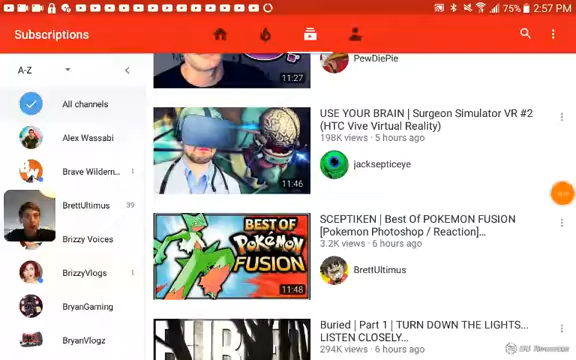 75% 2:57 PM
Subscriptions
A-Z
All channels
Alex Wassabi
Brave Wildern... 1
BrettUltimus 39
Brizzy Voices
BrizzyVlogs 1
BryanGaming
BryanVlogz
11:27
PewDiePie
USE YOUR BRAIN | Surgeon Simulator VR #2
(HTC Vive Virtual Reality)
198K views · 5 hours ago
jacksepticeye
11:46
SCEPTIKEN | Best Of POKEMON FUSION
[Pokemon Photoshop / Reaction]...
3.2K views · 6 hours ago
BrettUltimus
BEST OF
Pokémon
FUSION
11:48
Buried | Part 1 | TURN DOWN THE LIGHTS...
LISTEN CLOSELY...
294K views · 6 hours ago